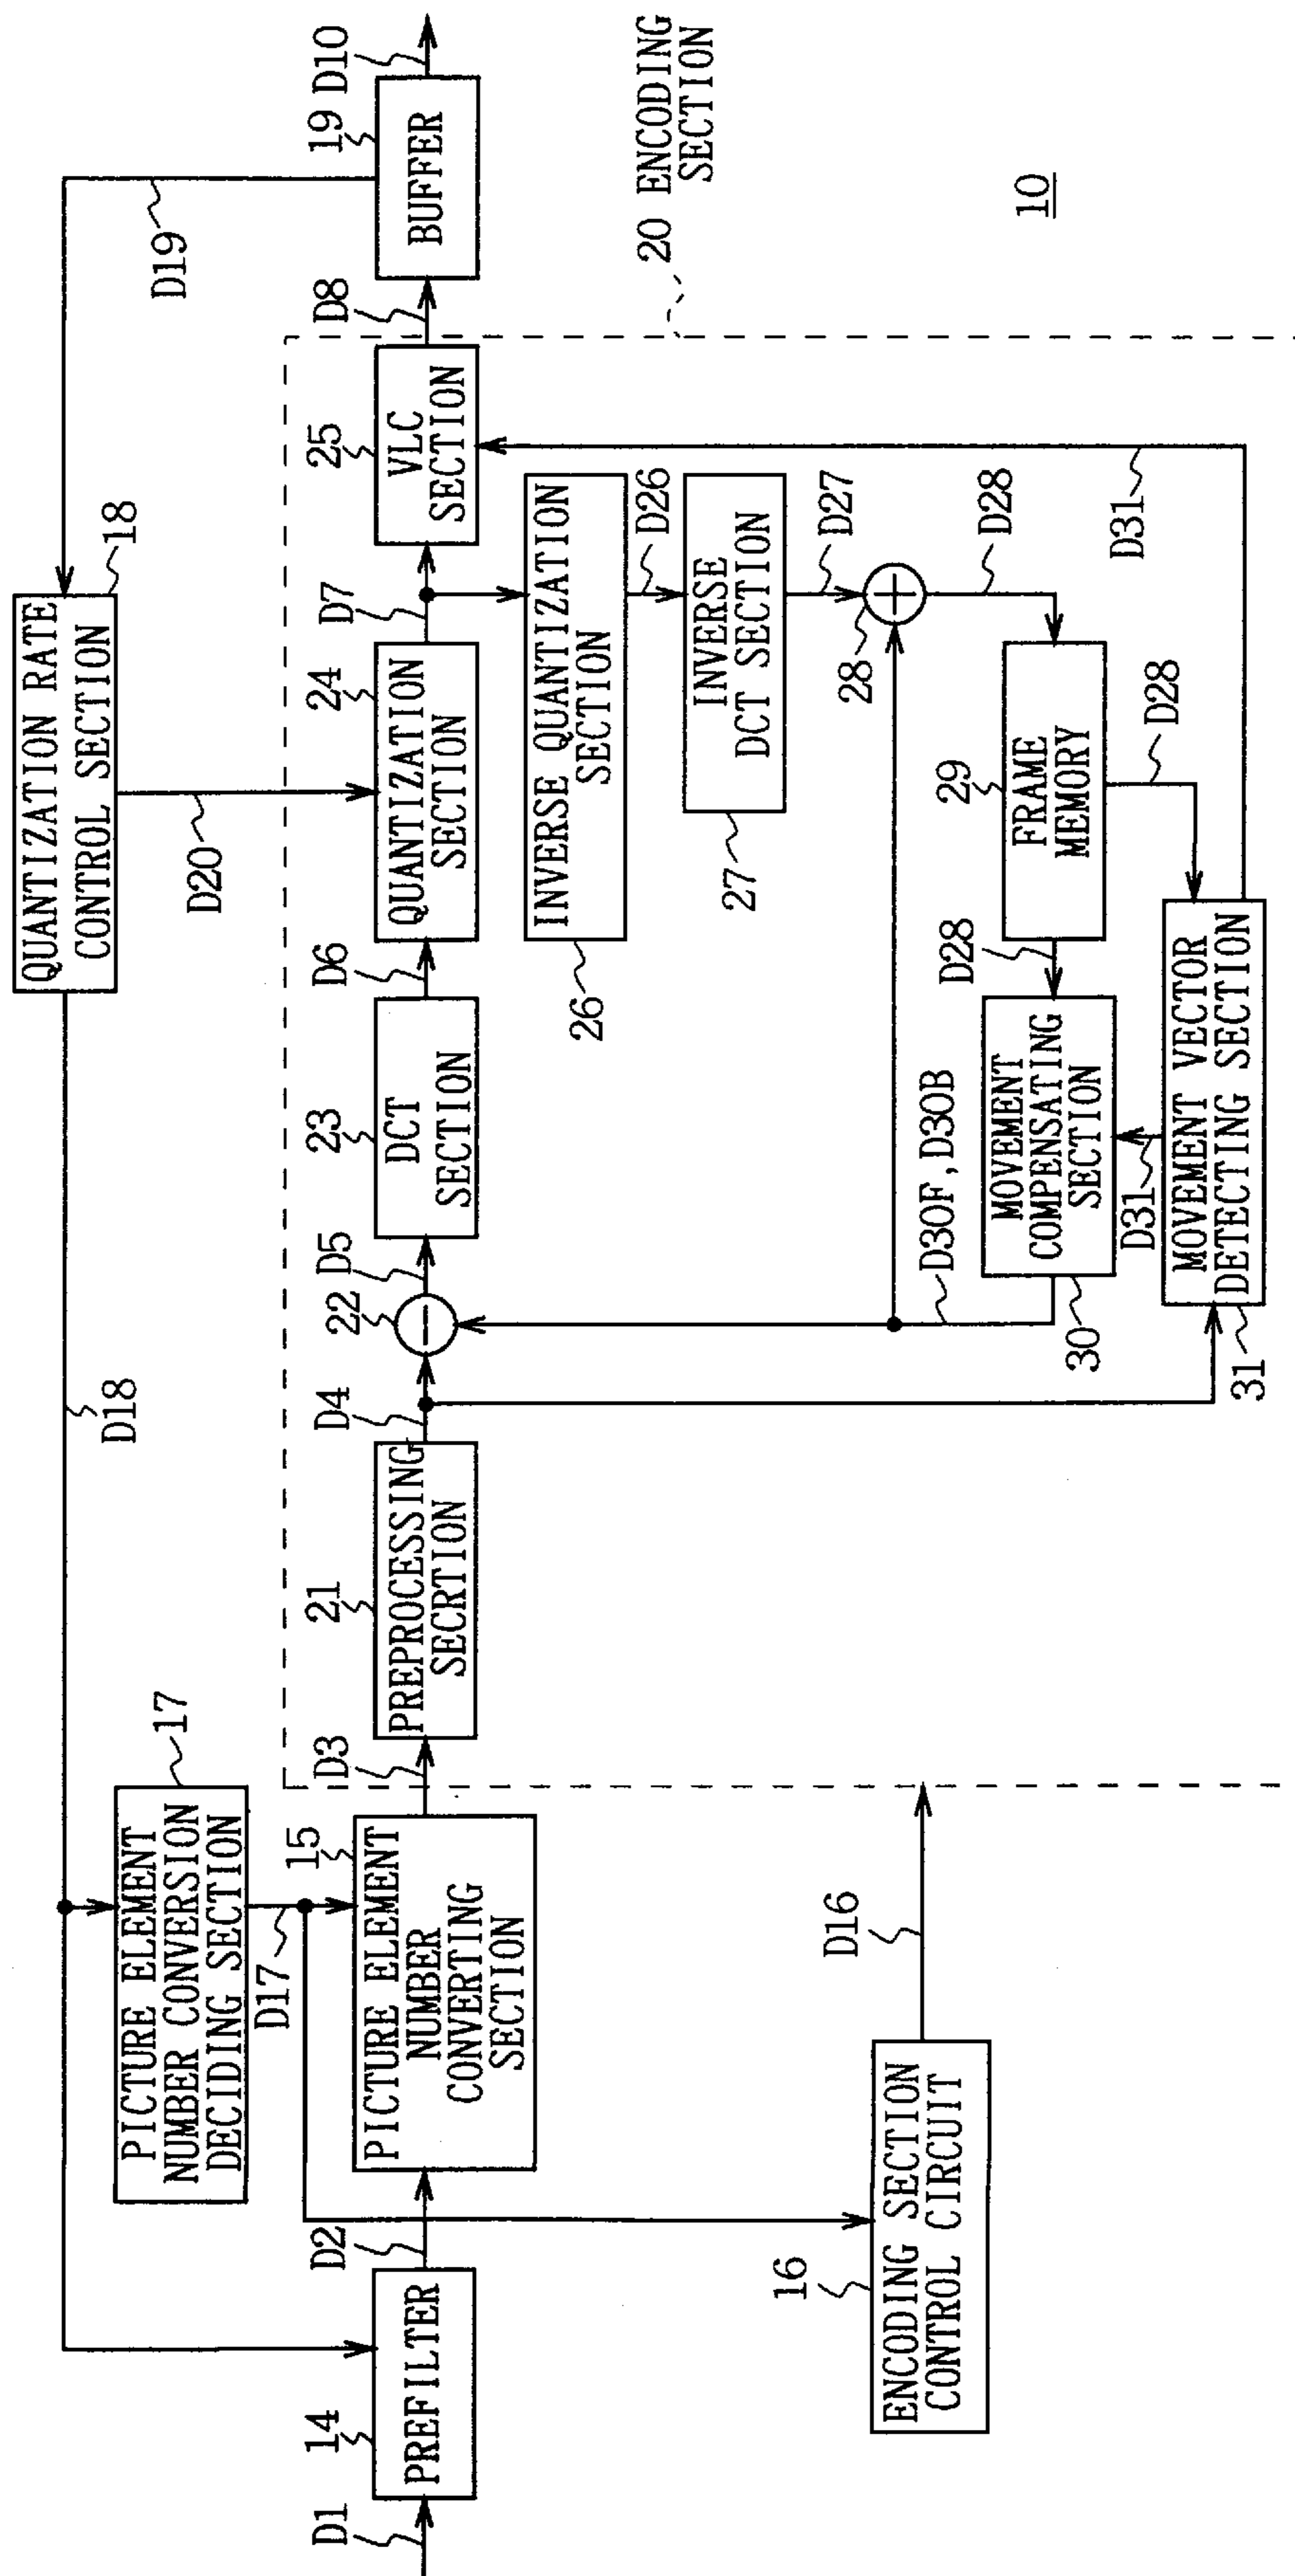 D1
14
PREFILTER
D2
PICTURE ELEMENT
NUMBER CONVERSION
DECIDING SECTION
17
D17
15
PICTURE ELEMENT
NUMBER
CONVERTING
SECTION
16
ENCODING SECTION
CONTROL CIRCUIT
D16
D18
QUANTIZATION RATE
CONTROL SECTION
18
D20
D19
D3
21
PREPROCESSING
SECRTION
D4
22
D5
23
DCT
SECTION
D6
24
QUANTIZATION
SECTION
D7
25
VLC
SECTION
D8
19
BUFFER
D10
INVERSE QUANTIZATION
SECTION
26
D26
INVERSE
DCT SECTION
27
D27
28
D28
29
FRAME
MEMORY
D28
D28
MOVEMENT
COMPENSATING
SECTION
30
D30F, D30B
D31
MOVEMENT VECTOR
DETECTING SECTION
31
D31
20 ENCODING
SECTION
10